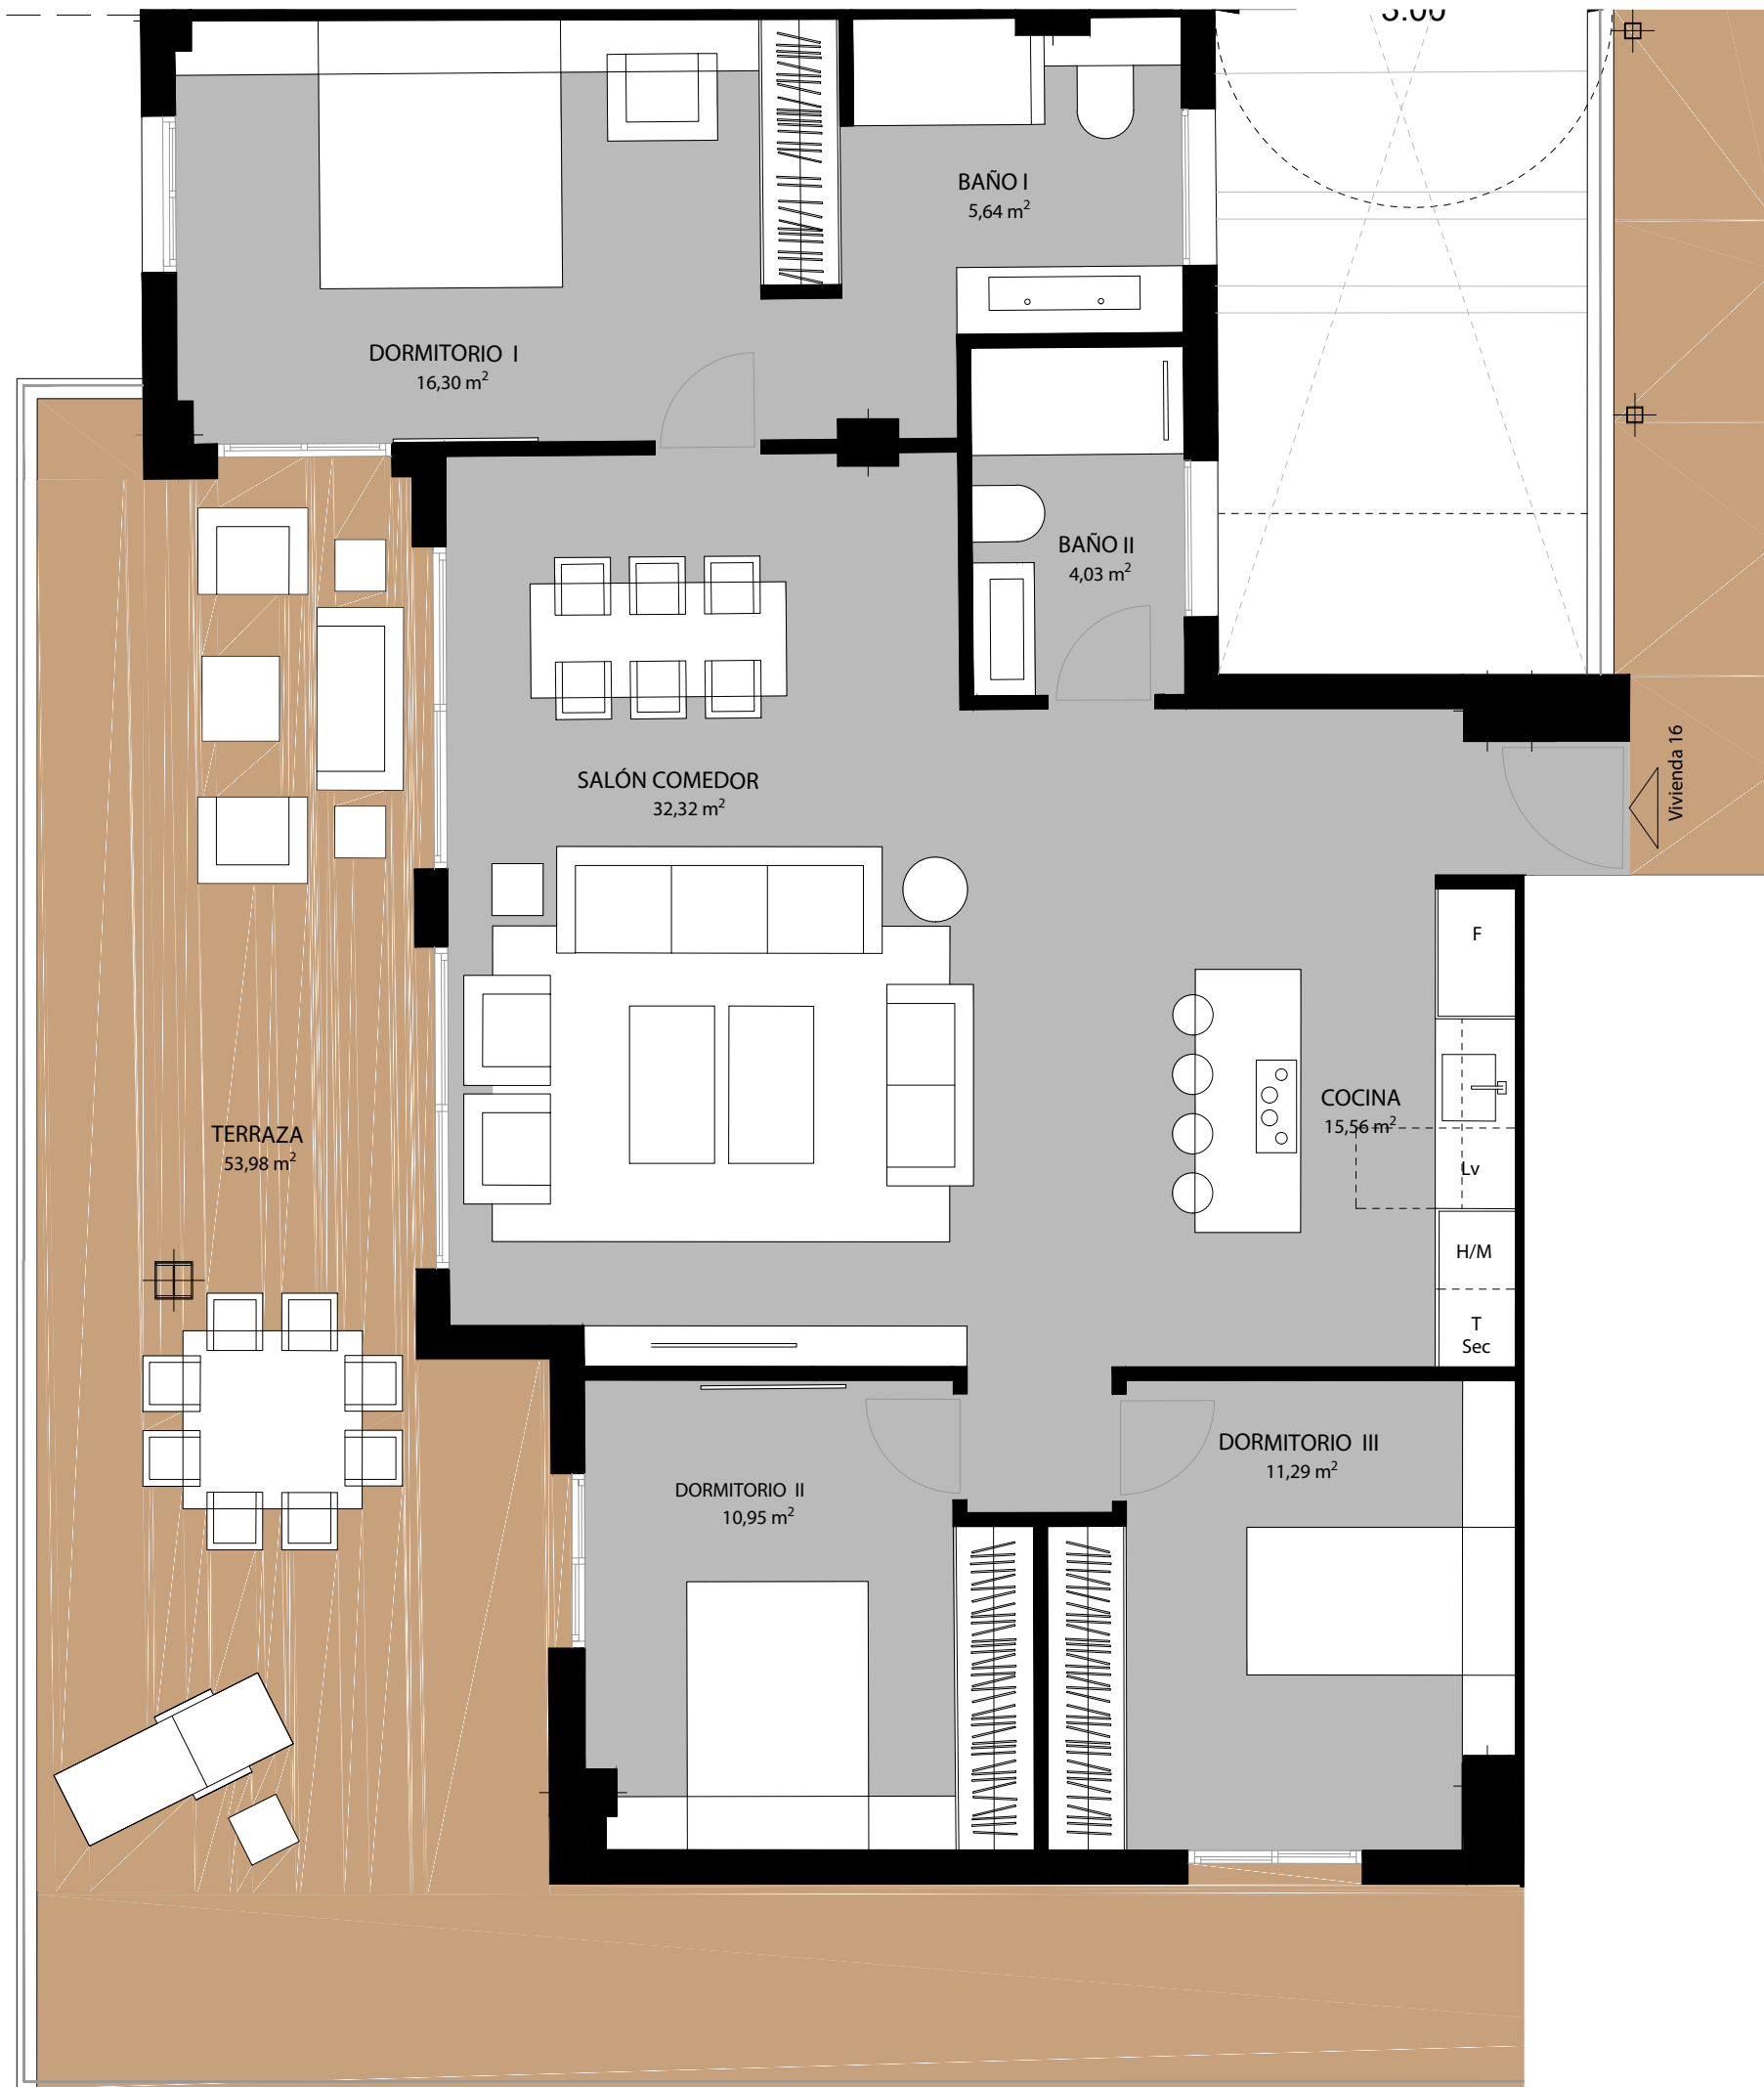 BAÑO I
5,64 m²
DORMITORIO I
16,30 m²
BAÑO II
4,03 m²
SALÓN COMEDOR
32,32 m²
Vivienda 16
F
COCINA
15,56 m²
Lv
H/M
T
Sec
TERRAZA
53,98 m²
DORMITORIO II
10,95 m²
DORMITORIO III
11,29 m²